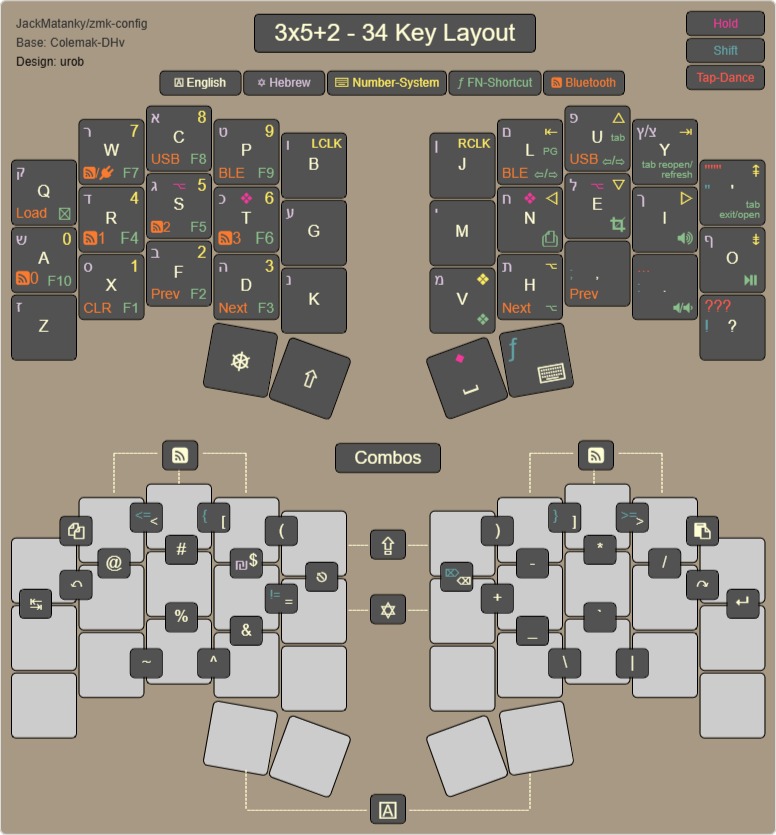 JackMatanky/zmk-config
Base: Colemak-DHv
Design: urob
3x5+2 - 34 Key Layout
Hold
Shift
Tap-Dance
English
Hebrew
Number-System
FN-Shortcut
Bluetooth
ק
Q
Load
ר 7
W
F7
א 8
C
USB F8
פ 9
P
BLE F9
ו LCLK
B
ן RCLK
J
ם
L PG
BLE
פ
U tab
USB
צ/ץ
Y
tab reopen/
refresh
""" 
" '
tab
exit/open
ש 0
A
0 F10
ד 4
R
1 F4
ג 5
S
2 F5
כ 6
T
3 F6
ע
G
י
M
ח
N
ל
E
ך
I
ף
O
ז
Z
ס 1
X
CLR F1
ב 2
F
Prev F2
ה 3
D
Next F3
נ
K
מ
V
ת
H
Next
; ,
Prev
...
: .
???
! ?
ƒ
Combos
<= <
{ [
(
)
} ]
>= >
@
#
₪ $
!= =
%
&
~
^
-
*
/
+
_
`
\
|
A